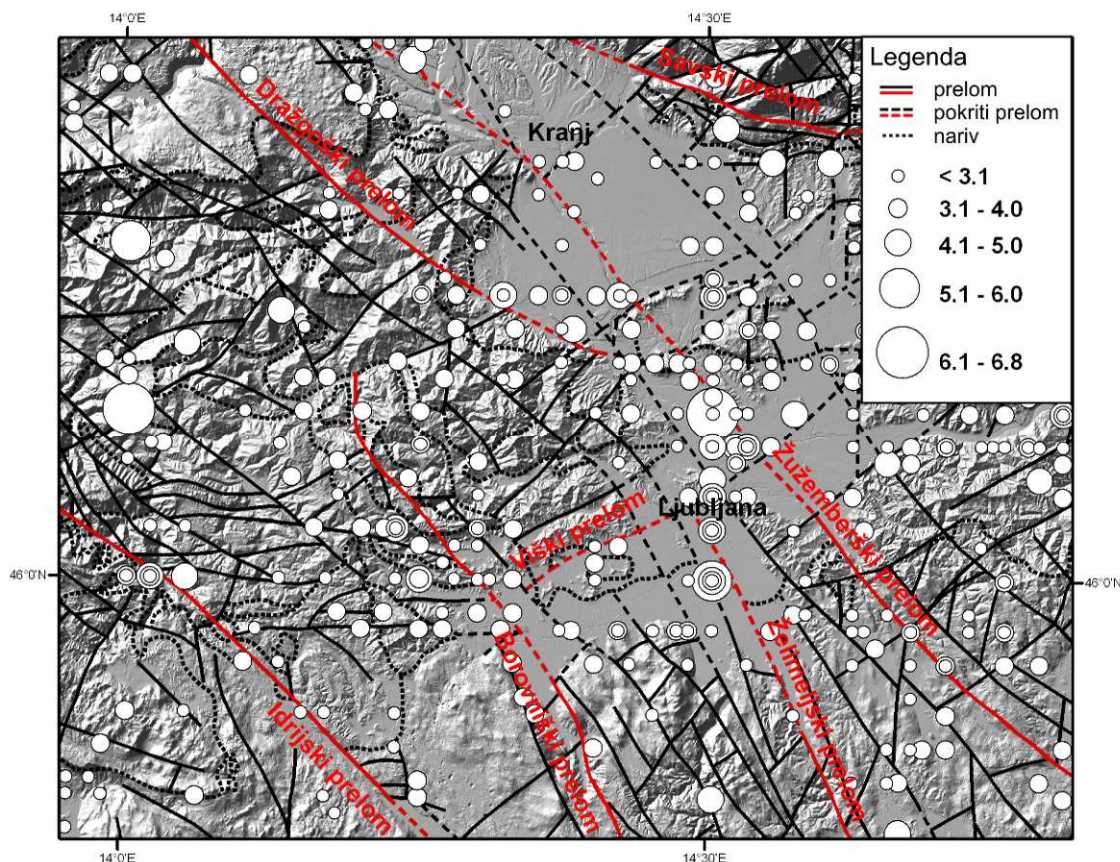 14°0'E
14°30'E
Legenda
prelom
pokriti prelom
nariv
< 3.1
3.1 - 4.0
4.1 - 5.0
5.1 - 6.0
6.1 - 6.8
Savski prelom
Dražgoški prelom
Kranj
Žužemberški prelom
Ljubljana
Viški prelom
46°0'N
46°0'N
Borovniški prelom
Želimeljski prelom
Idrijski prelom
14°0'E
14°30'E